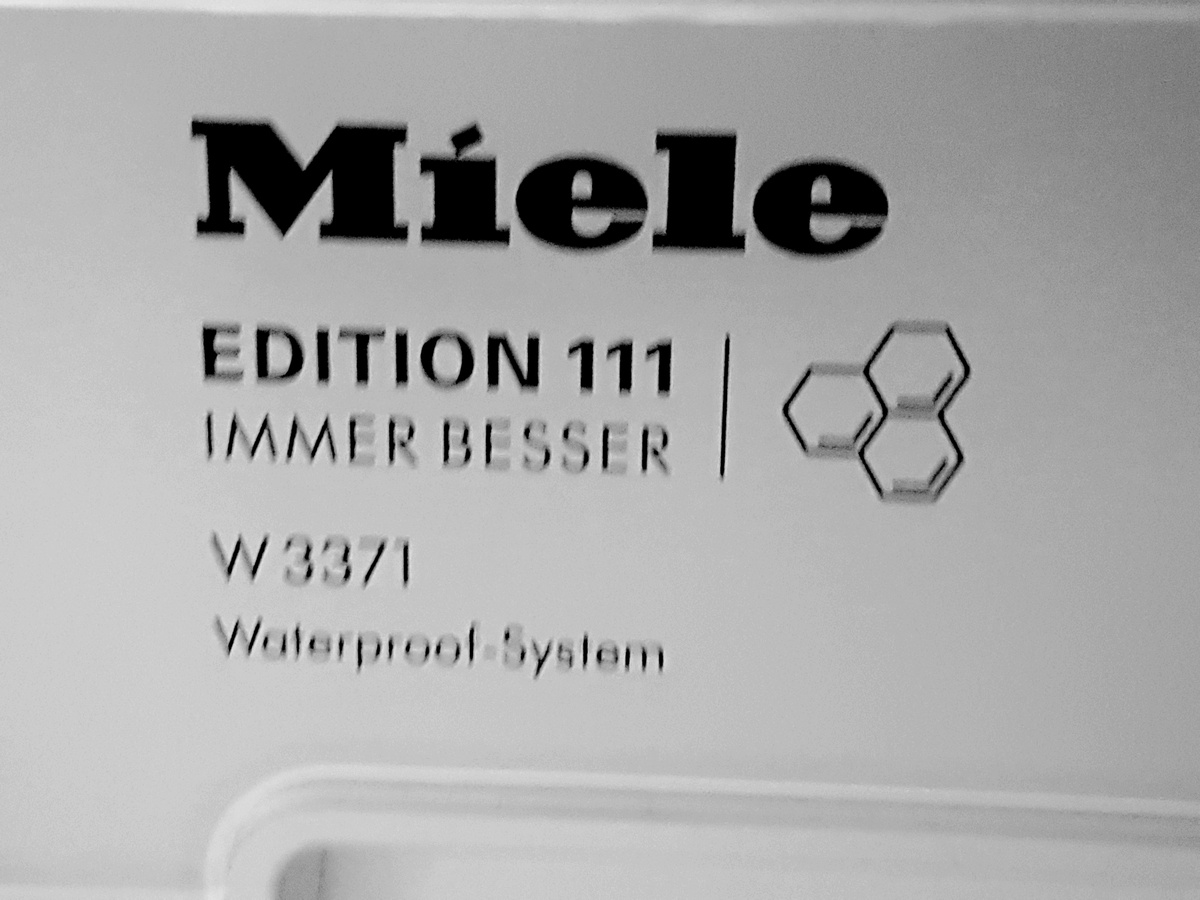 Miele
EDITION 111
IMMER BESSER
W 3371
Waterproof-System